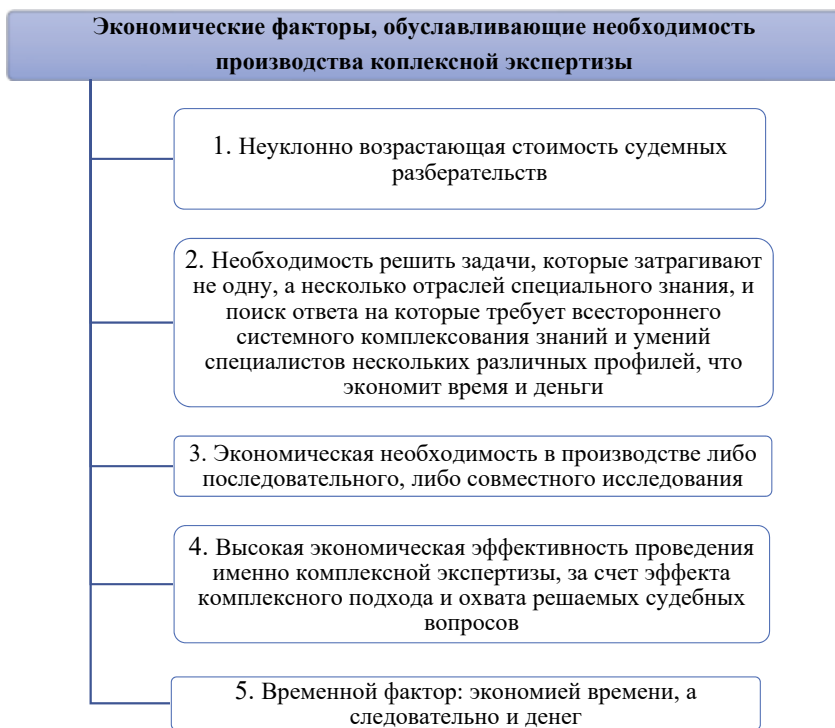 Экономические факторы, обуславливающие необходимость
производства коплексной экспертизы
1. Неуклонно возрастающая стоимость судемных
разберательств
2. Необходимость решить задачи, которые затрагивают
не одну, а несколько отраслей специального знания, и
поиск ответа на которые требует всестороннего
системного комплексования знаний и умений
специалистов нескольких различных профилей, что
экономит время и деньги
3. Экономическая необходимость в производстве либо
последовательного, либо совместного исследования
4. Высокая экономическая эффективность проведения
именно комплексной экспертизы, за счет эффекта
комплексного подхода и охвата решаемых судебных
вопросов
5. Временной фактор: экономией времени, а
следовательно и денег